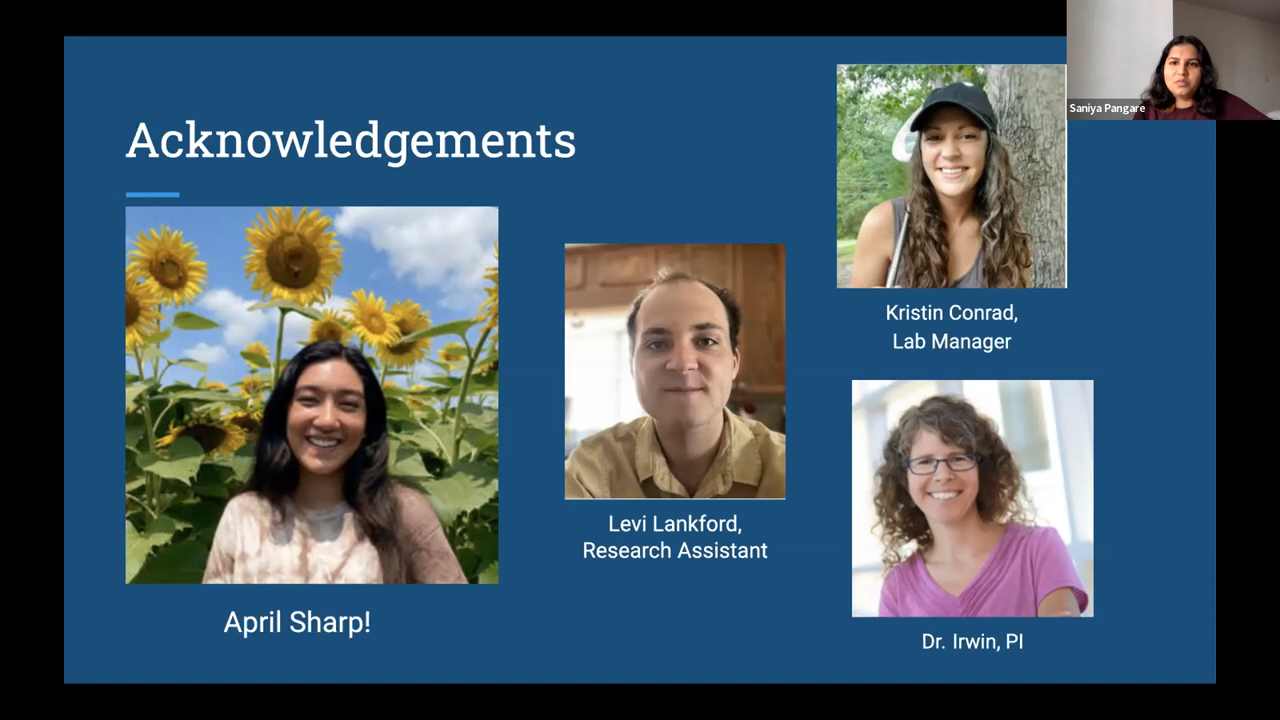 Acknowledgements
Saniya Pangare
Kristin Conrad,
Lab Manager
Levi Lankford,
Research Assistant
April Sharp!
Dr. Irwin, PI